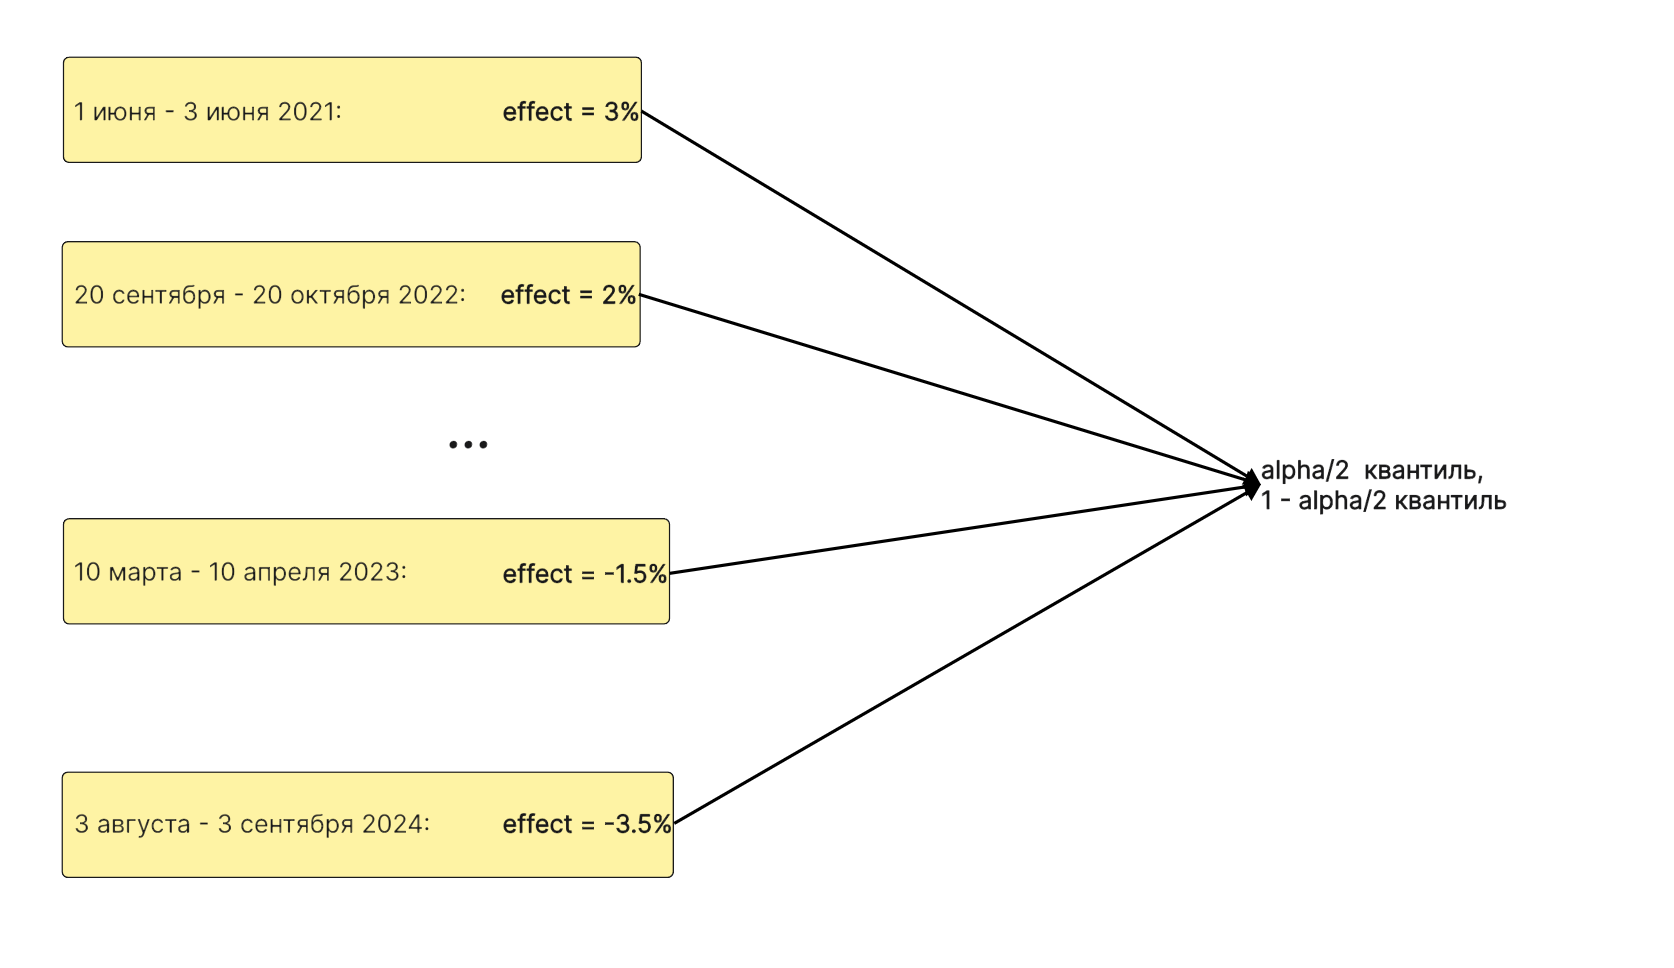 1 июня - 3 июня 2021: effect = 3%
20 сентября - 20 октября 2022: effect = 2%
...
alpha/2 квантиль,
1 - alpha/2 квантиль
10 марта - 10 апреля 2023: effect = -1.5%
3 августа - 3 сентября 2024: effect = -3.5%